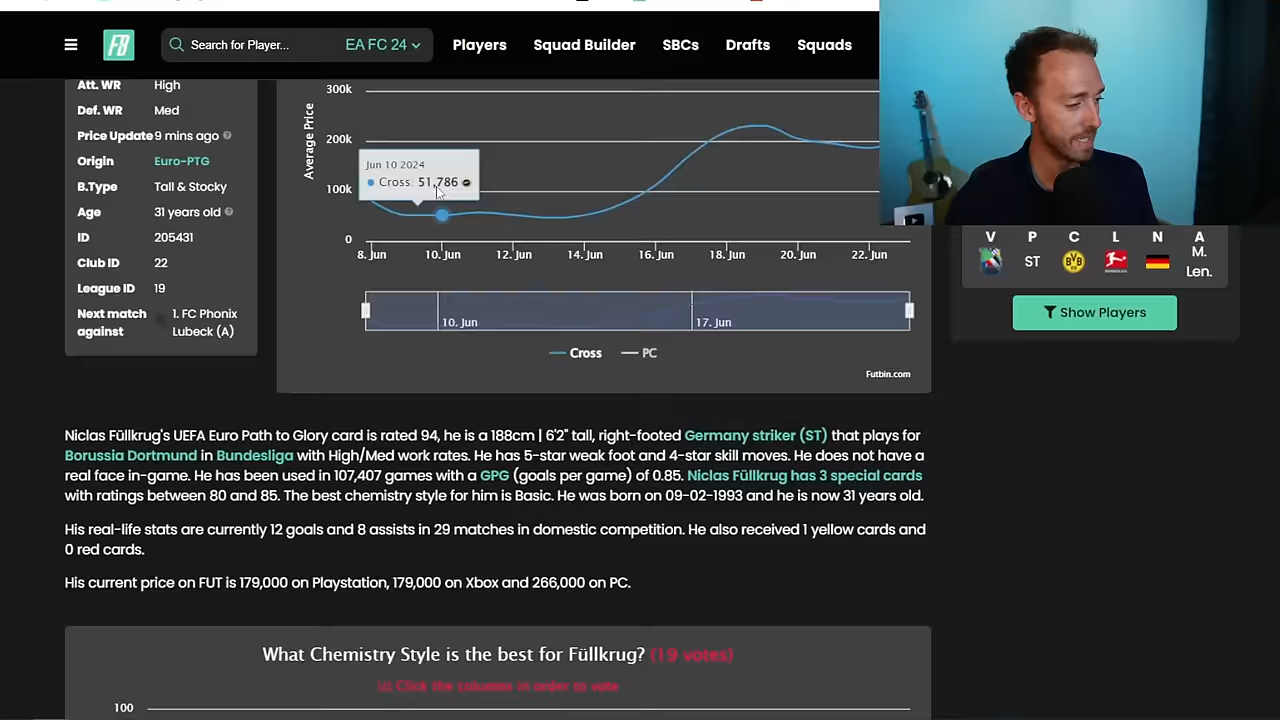 FB
Search for Player...
EA FC 24
Players
Squad Builder
SBCs
Drafts
Squads
Att. WR High
Def. WR Med
Price Update 9 mins ago
Origin Euro-PTG
B.Type Tall & Stocky
Age 31 years old
ID 205431
Club ID 22
League ID 19
Next match against 1. FC Phonix
Lubeck (A)
Average Price
300k
200k
100k
0
Jun 10 2024
Cross: 51,786
8. Jun 10. Jun 12. Jun 14. Jun 16. Jun 18. Jun 20. Jun 22. Jun
10. Jun 17. Jun
Cross PC
Futbin.com
V P C L N A
ST M.
Len.
BVB
09
Show Players
Niclas Füllkrug's UEFA Euro Path to Glory card is rated 94, he is a 188cm | 6'2" tall, right-footed Germany striker (ST) that plays for
Borussia Dortmund in Bundesliga with High/Med work rates. He has 5-star weak foot and 4-star skill moves. He does not have a
real face in-game. He has been used in 107,407 games with a GPG (goals per game) of 0.85. Niclas Füllkrug has 3 special cards
with ratings between 80 and 85. The best chemistry style for him is Basic. He was born on 09-02-1993 and he is now 31 years old.
His real-life stats are currently 12 goals and 8 assists in 29 matches in domestic competition. He also received 1 yellow cards and
0 red cards.
His current price on FUT is 179,000 on Playstation, 179,000 on Xbox and 266,000 on PC.
What Chemistry Style is the best for Füllkrug? (19 votes)
Click the columns in order to vote
100